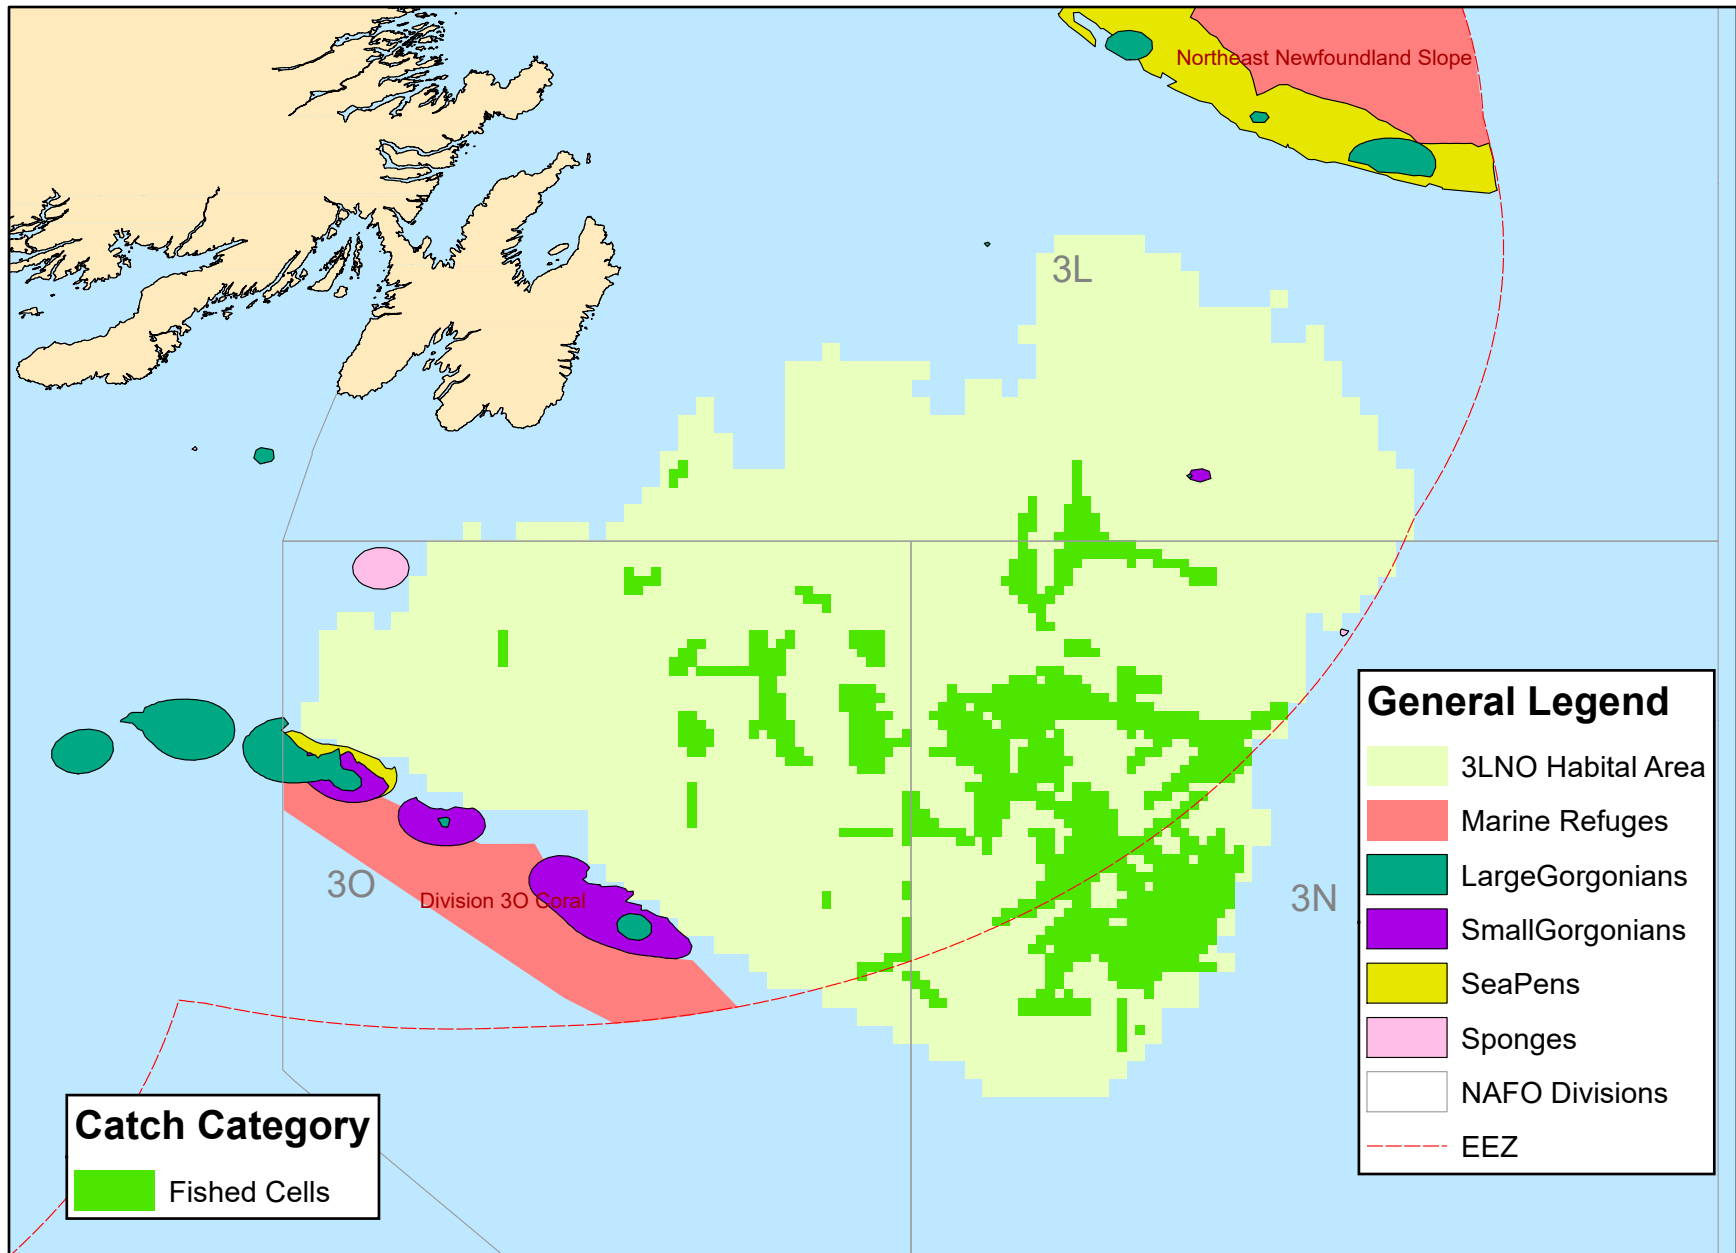 Northeast Newfoundland Slope
3L
3O
Division 3O Coral
3N
General Legend
3LNO Habital Area
Marine Refuges
LargeGorgonians
SmallGorgonians
SeaPens
Sponges
NAFO Divisions
EEZ
Catch Category
Fished Cells